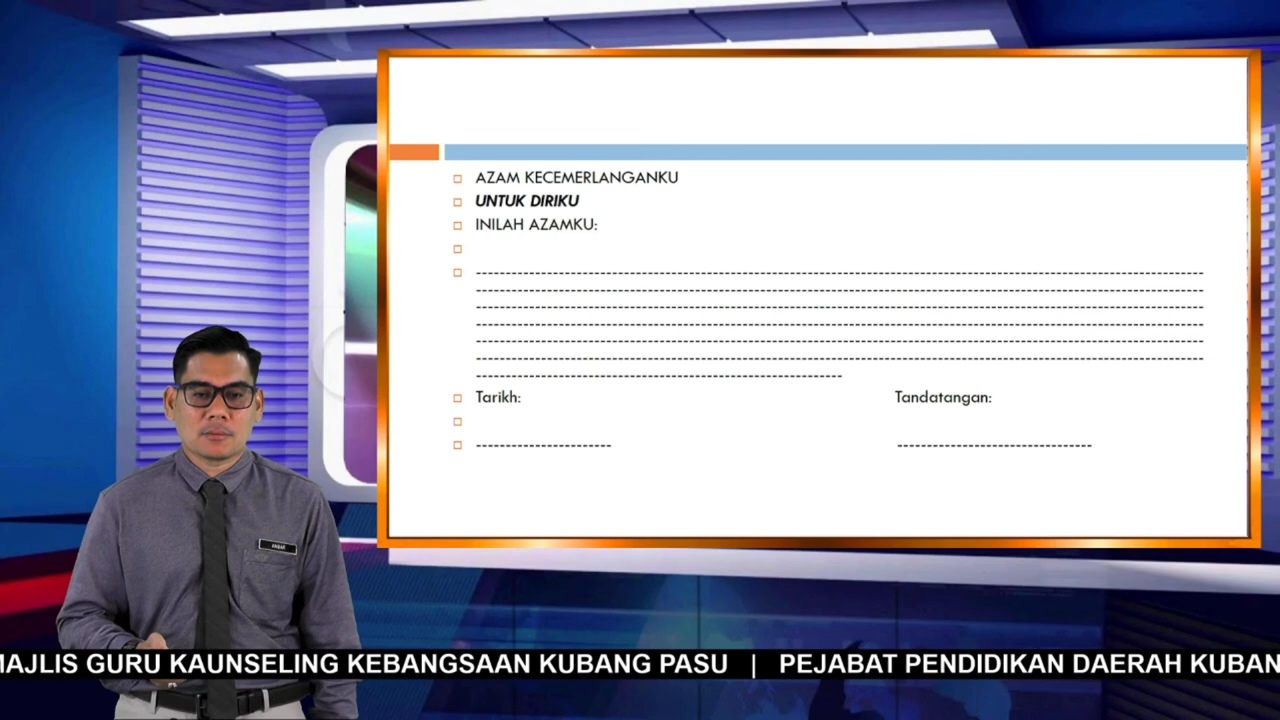 AZAM KECEMERLANGANKU
UNTUK DIRIKU
INILAH AZAMKU:
Tarikh: Tandatangan:
MAJLIS GURU KAUNSELING KEBANGSAAN KUBANG PASU | PEJABAT PENDIDIKAN DAERAH KUBAN